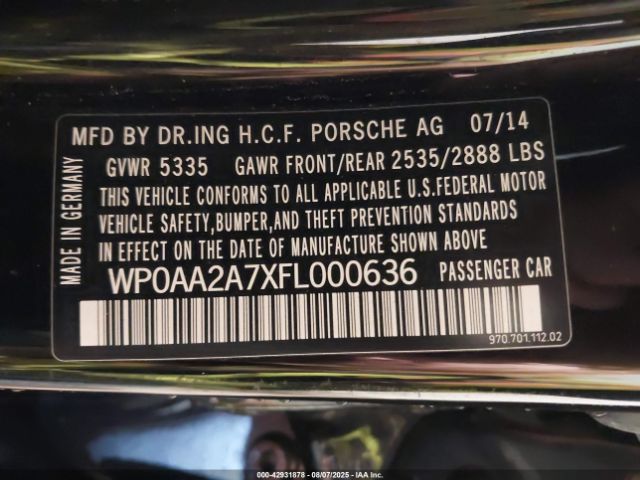 MFD BY DR.ING H.C.F. PORSCHE AG 07/14
GVWR 5335 GAWR FRONT/REAR 2535/2888 LBS
THIS VEHICLE CONFORMS TO ALL APPLICABLE U.S.FEDERAL MOTOR
VEHICLE SAFETY,BUMPER,AND THEFT PREVENTION STANDARDS
IN EFFECT ON THE DATE OF MANUFACTURE SHOWN ABOVE
WP0AA2A7XFL000636 PASSENGER CAR
970.701.112.02
MADE IN GERMANY
000-42931878 - 08/07/2025 - IAA Inc.